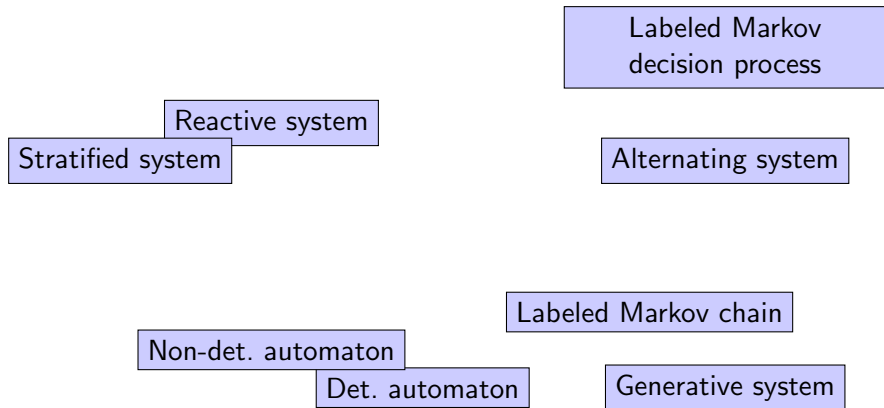 Labeled Markov
decision process
Reactive system
Stratified system
Alternating system
Labeled Markov chain
Non-det. automaton
Det. automaton
Generative system